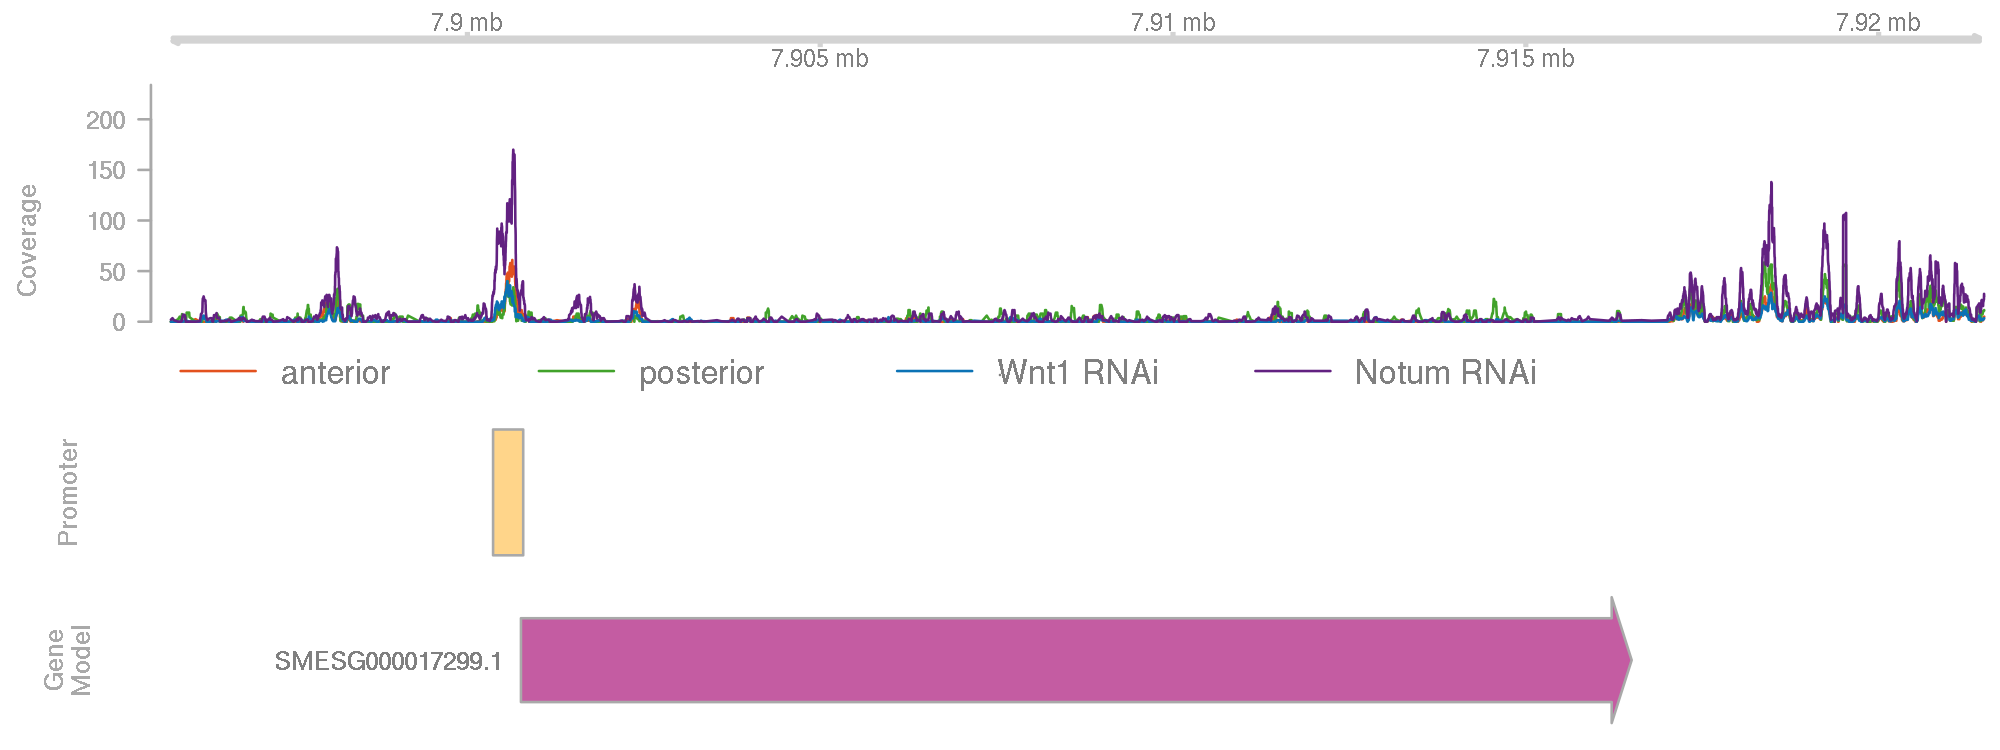 7.9 mb
7.91 mb
7.92 mb
7.905 mb
7.915 mb
Coverage
200
150
100
50
0
anterior
posterior
Wnt1 RNAi
Notum RNAi
Promoter
Gene
Model
SMESG000017299.1